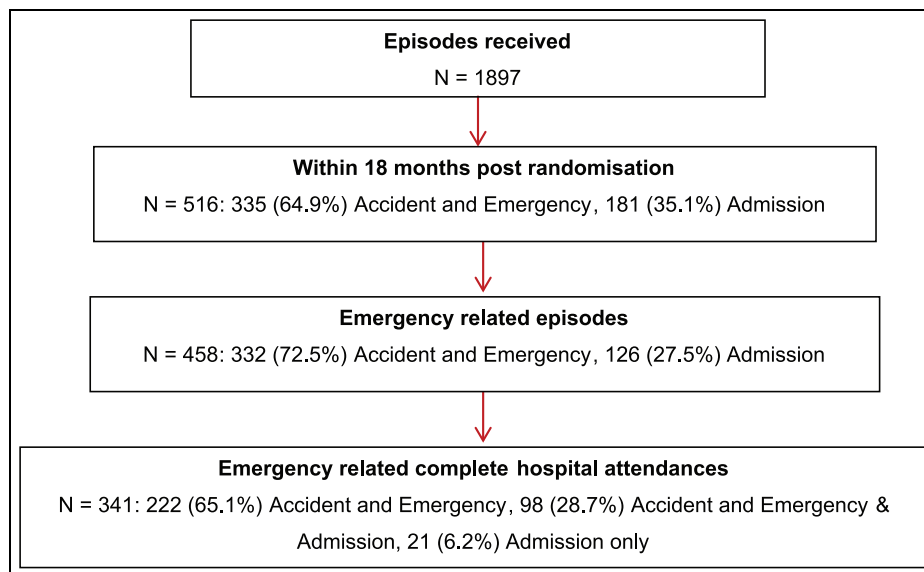 Episodes received
N = 1897
Within 18 months post randomisation
N = 516: 335 (64.9%) Accident and Emergency, 181 (35.1%) Admission
Emergency related episodes
N = 458: 332 (72.5%) Accident and Emergency, 126 (27.5%) Admission
Emergency related complete hospital attendances
N = 341: 222 (65.1%) Accident and Emergency, 98 (28.7%) Accident and Emergency &
Admission, 21 (6.2%) Admission only